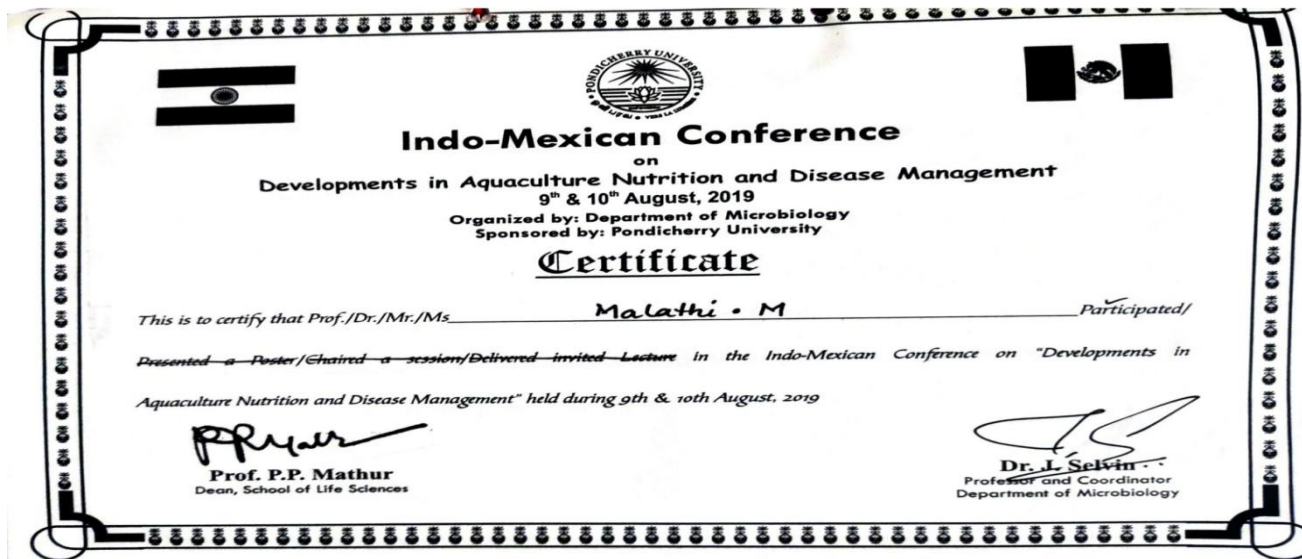 PONDICHERRY UNIVERSITY
Indo-Mexican Conference
on
Developments in Aquaculture Nutrition and Disease Management
9th & 10th August, 2019
Organized by: Department of Microbiology
Sponsored by: Pondicherry University
Certificate
This is to certify that Prof./Dr./Mr./Ms Malathi . M Participated/
Presented a Poster/Chaired a session/Delivered invited Lecture in the Indo-Mexican Conference on "Developments in
Aquaculture Nutrition and Disease Management" held during 9th & 10th August, 2019
Prof. P.P. Mathur
Dean, School of Life Sciences
Dr. J. Selvin
Professor and Coordinator
Department of Microbiology